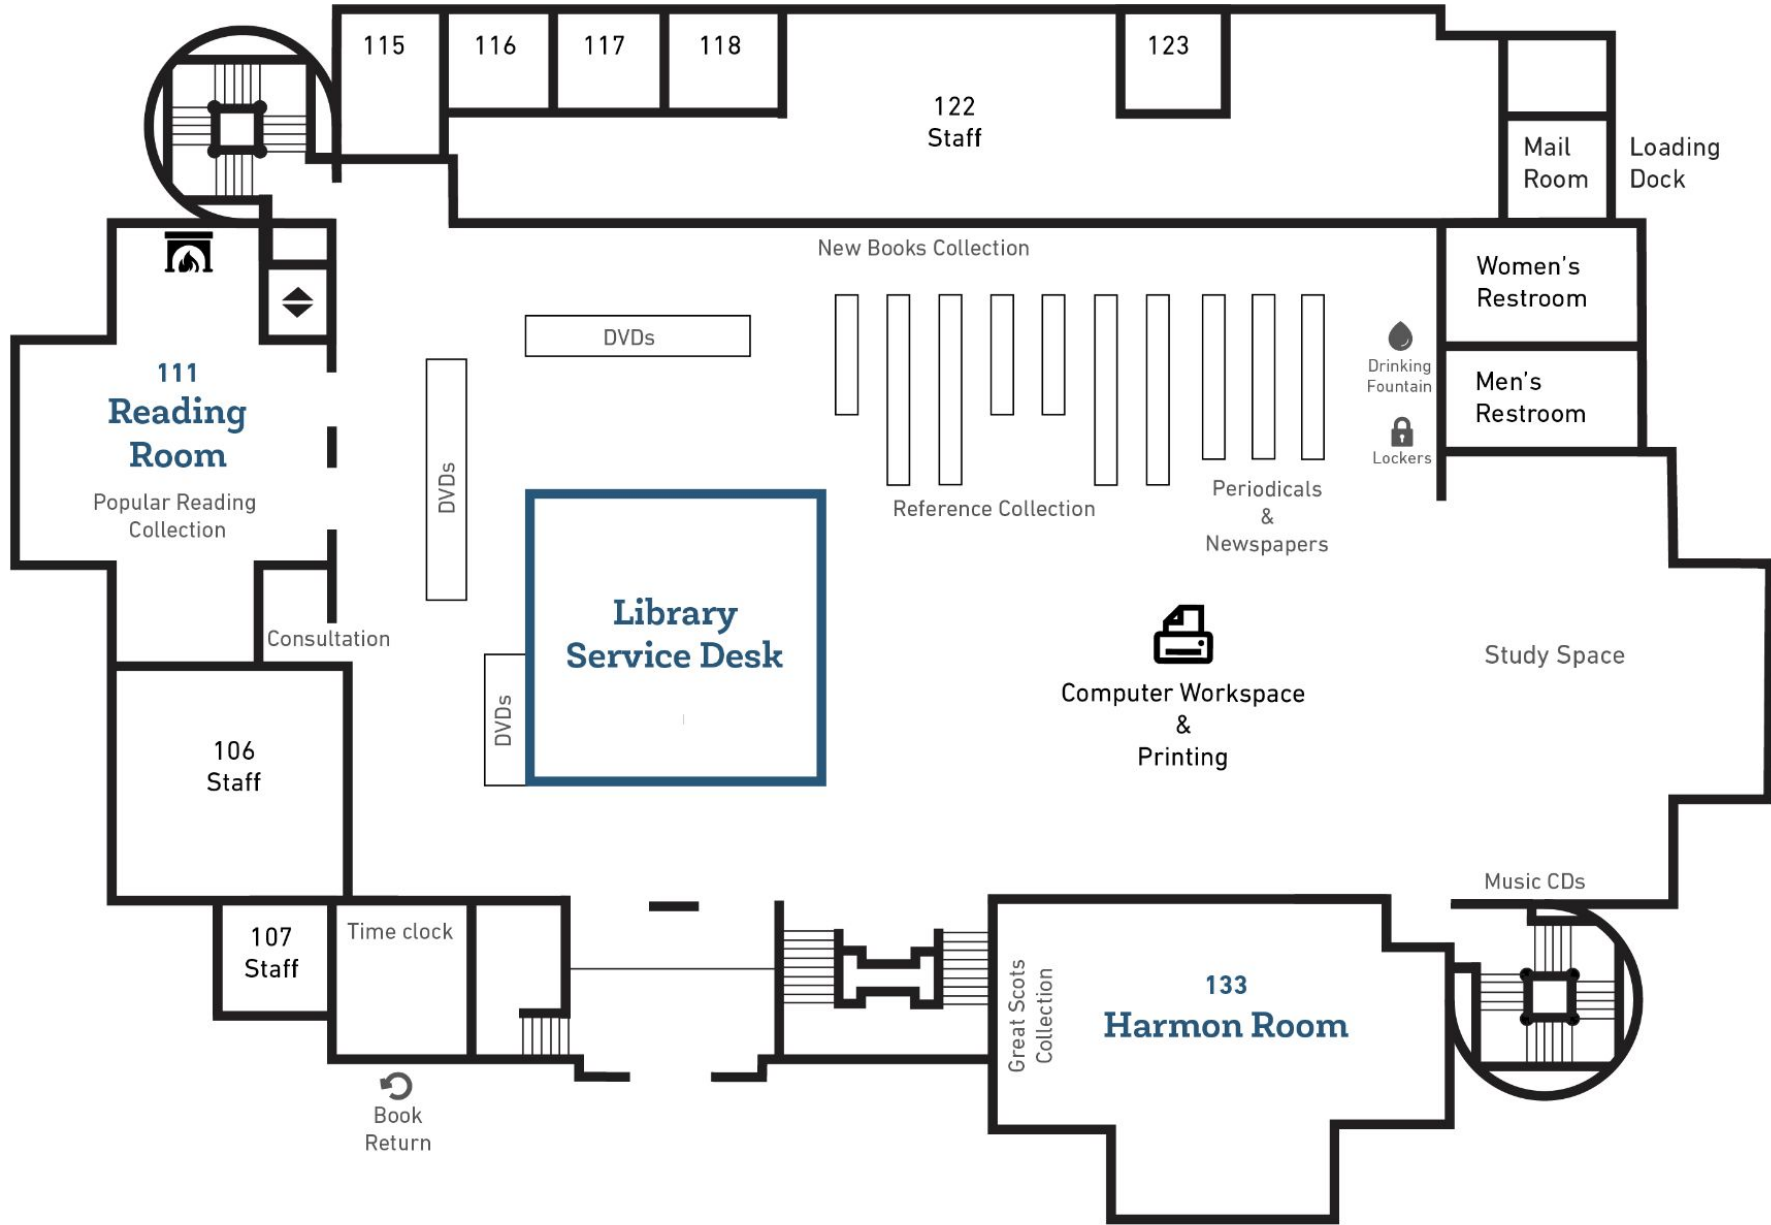 115
116
117
118
123
122
Staff
Mail
Room
Loading
Dock
New Books Collection
Women's
Restroom
DVDs
Drinking
Fountain
111
Reading
Room
Men's
Restroom
Lockers
DVDs
Popular Reading
Collection
Reference Collection
Periodicals
&
Newspapers
Library
Service Desk
Consultation
Study Space
Computer Workspace
&
Printing
DVDs
106
Staff
Music CDs
107
Staff
Time clock
Great Scots
Collection
133
Harmon Room
Book
Return